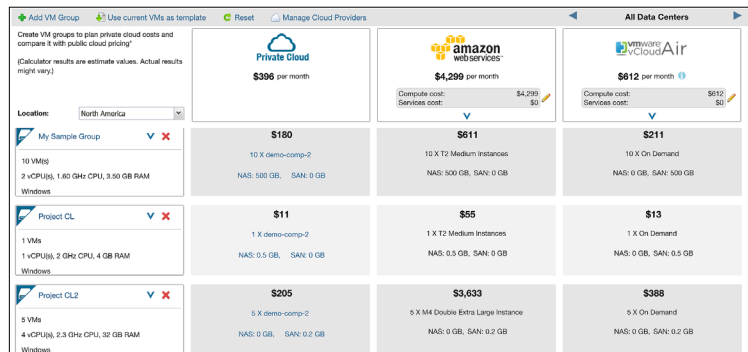 Add VM Group Use current VMs as template Reset Manage Cloud Providers All Data Centers
Create VM groups to plan private cloud costs and
compare it with public cloud pricing*
(Calculator results are estimate values. Actual results
might vary.)
Location: North America
Private Cloud
$396 per month
amazon
webservices™
$4,299 per month
Compute cost: $4,299
Services cost: $0
vmware
vCloud Air
$612 per month
Compute cost: $612
Services cost: $0
My Sample Group
10 VM(s)
2 vCPU(s), 1.60 GHz CPU, 3.50 GB RAM
Windows
$180
10 X demo-comp-2
NAS: 500 GB, SAN: 0 GB
$611
10 X T2 Medium Instances
NAS: 500 GB, SAN: 0 GB
$211
10 X On Demand
NAS: 0 GB, SAN: 500 GB
Project CL
1 VMs
1 vCPU(s), 2 GHz CPU, 4 GB RAM
Windows
$11
1 X demo-comp-2
NAS: 0.5 GB, SAN: 0 GB
$55
1 X T2 Medium Instances
NAS: 0.5 GB, SAN: 0 GB
$13
1 X On Demand
NAS: 0 GB, SAN: 0.5 GB
Project CL2
5 VMs
4 vCPU(s), 2.3 GHz CPU, 32 GB RAM
Windows
$205
5 X demo-comp-2
NAS: 0 GB, SAN: 0.2 GB
$3,633
5 X M4 Double Extra Large Instance
NAS: 0 GB, SAN: 0.2 GB
$388
5 X On Demand
NAS: 0 GB, SAN: 0.2 GB